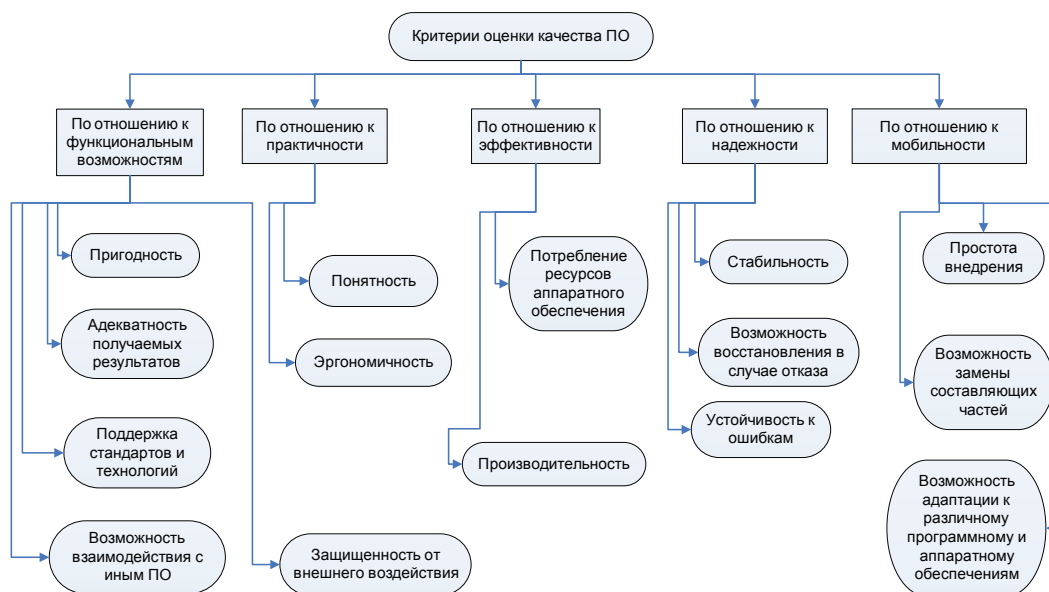 Критерии оценки качества ПО
По отношению к
функциональным
возможностям
По отношению к
практичности
По отношению к
эффективности
По отношению к
надежности
По отношению к
мобильности
Пригодность
Адекватность
получаемых
результатов
Поддержка
стандартов и
технологий
Возможность
взаимодействия с
иным ПО
Защищенность от
внешнего воздействия
Понятность
Эргономичность
Потребление
ресурсов
аппаратного
обеспечения
Производительность
Стабильность
Возможность
восстановления в
случае отказа
Устойчивость к
ошибкам
Простота
внедрения
Возможность
замены
составляющих
частей
Возможность
адаптации к
различному
программному и
аппаратному
обеспечениям